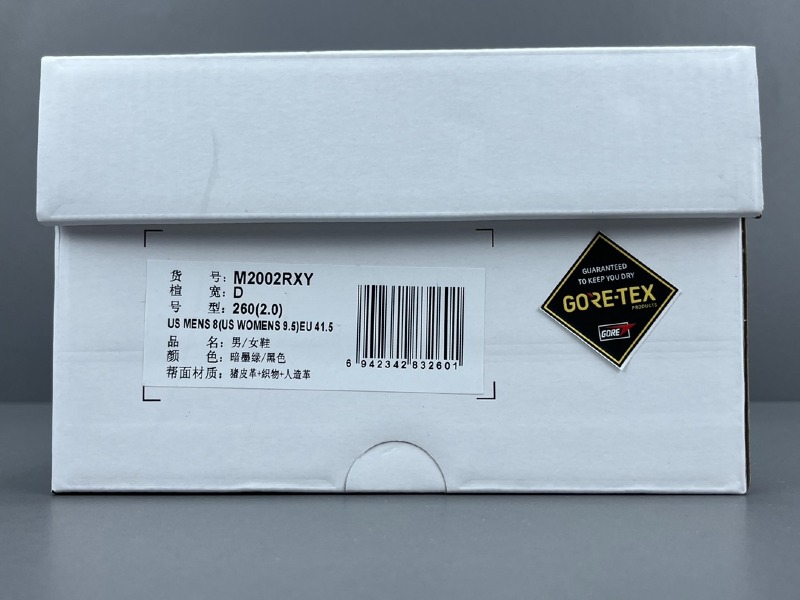 货 号: M2002RXY
楦 宽: D
号 型: 260(2.0)
US MENS 8(US WOMENS 9.5)EU 41.5
品 名: 男/女鞋
颜 色: 暗墨绿/黑色
帮面材质: 猪皮革+织物+人造革
6 942342 832601
GUARANTEED
TO KEEP YOU DRY
GORE-TEX
PRODUCTS
GORE